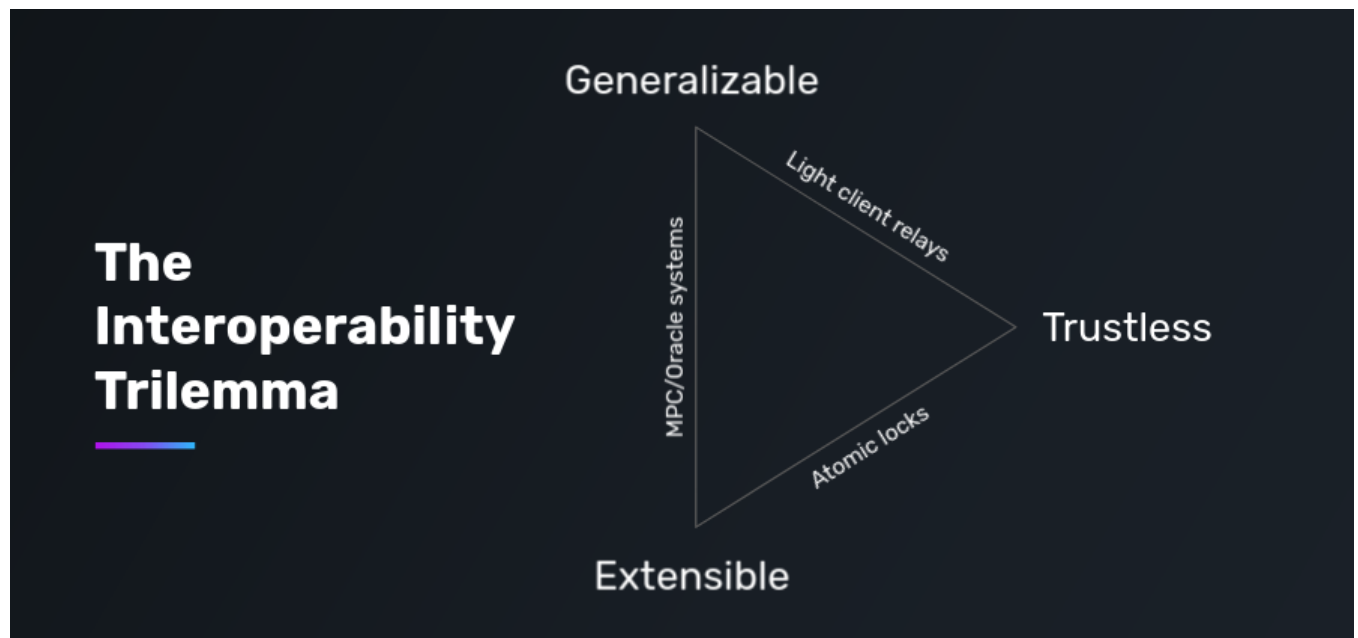 Generalizable
Light client relays
The
Interoperability
Trilemma
MPC/Oracle systems
Trustless
Atomic locks
Extensible